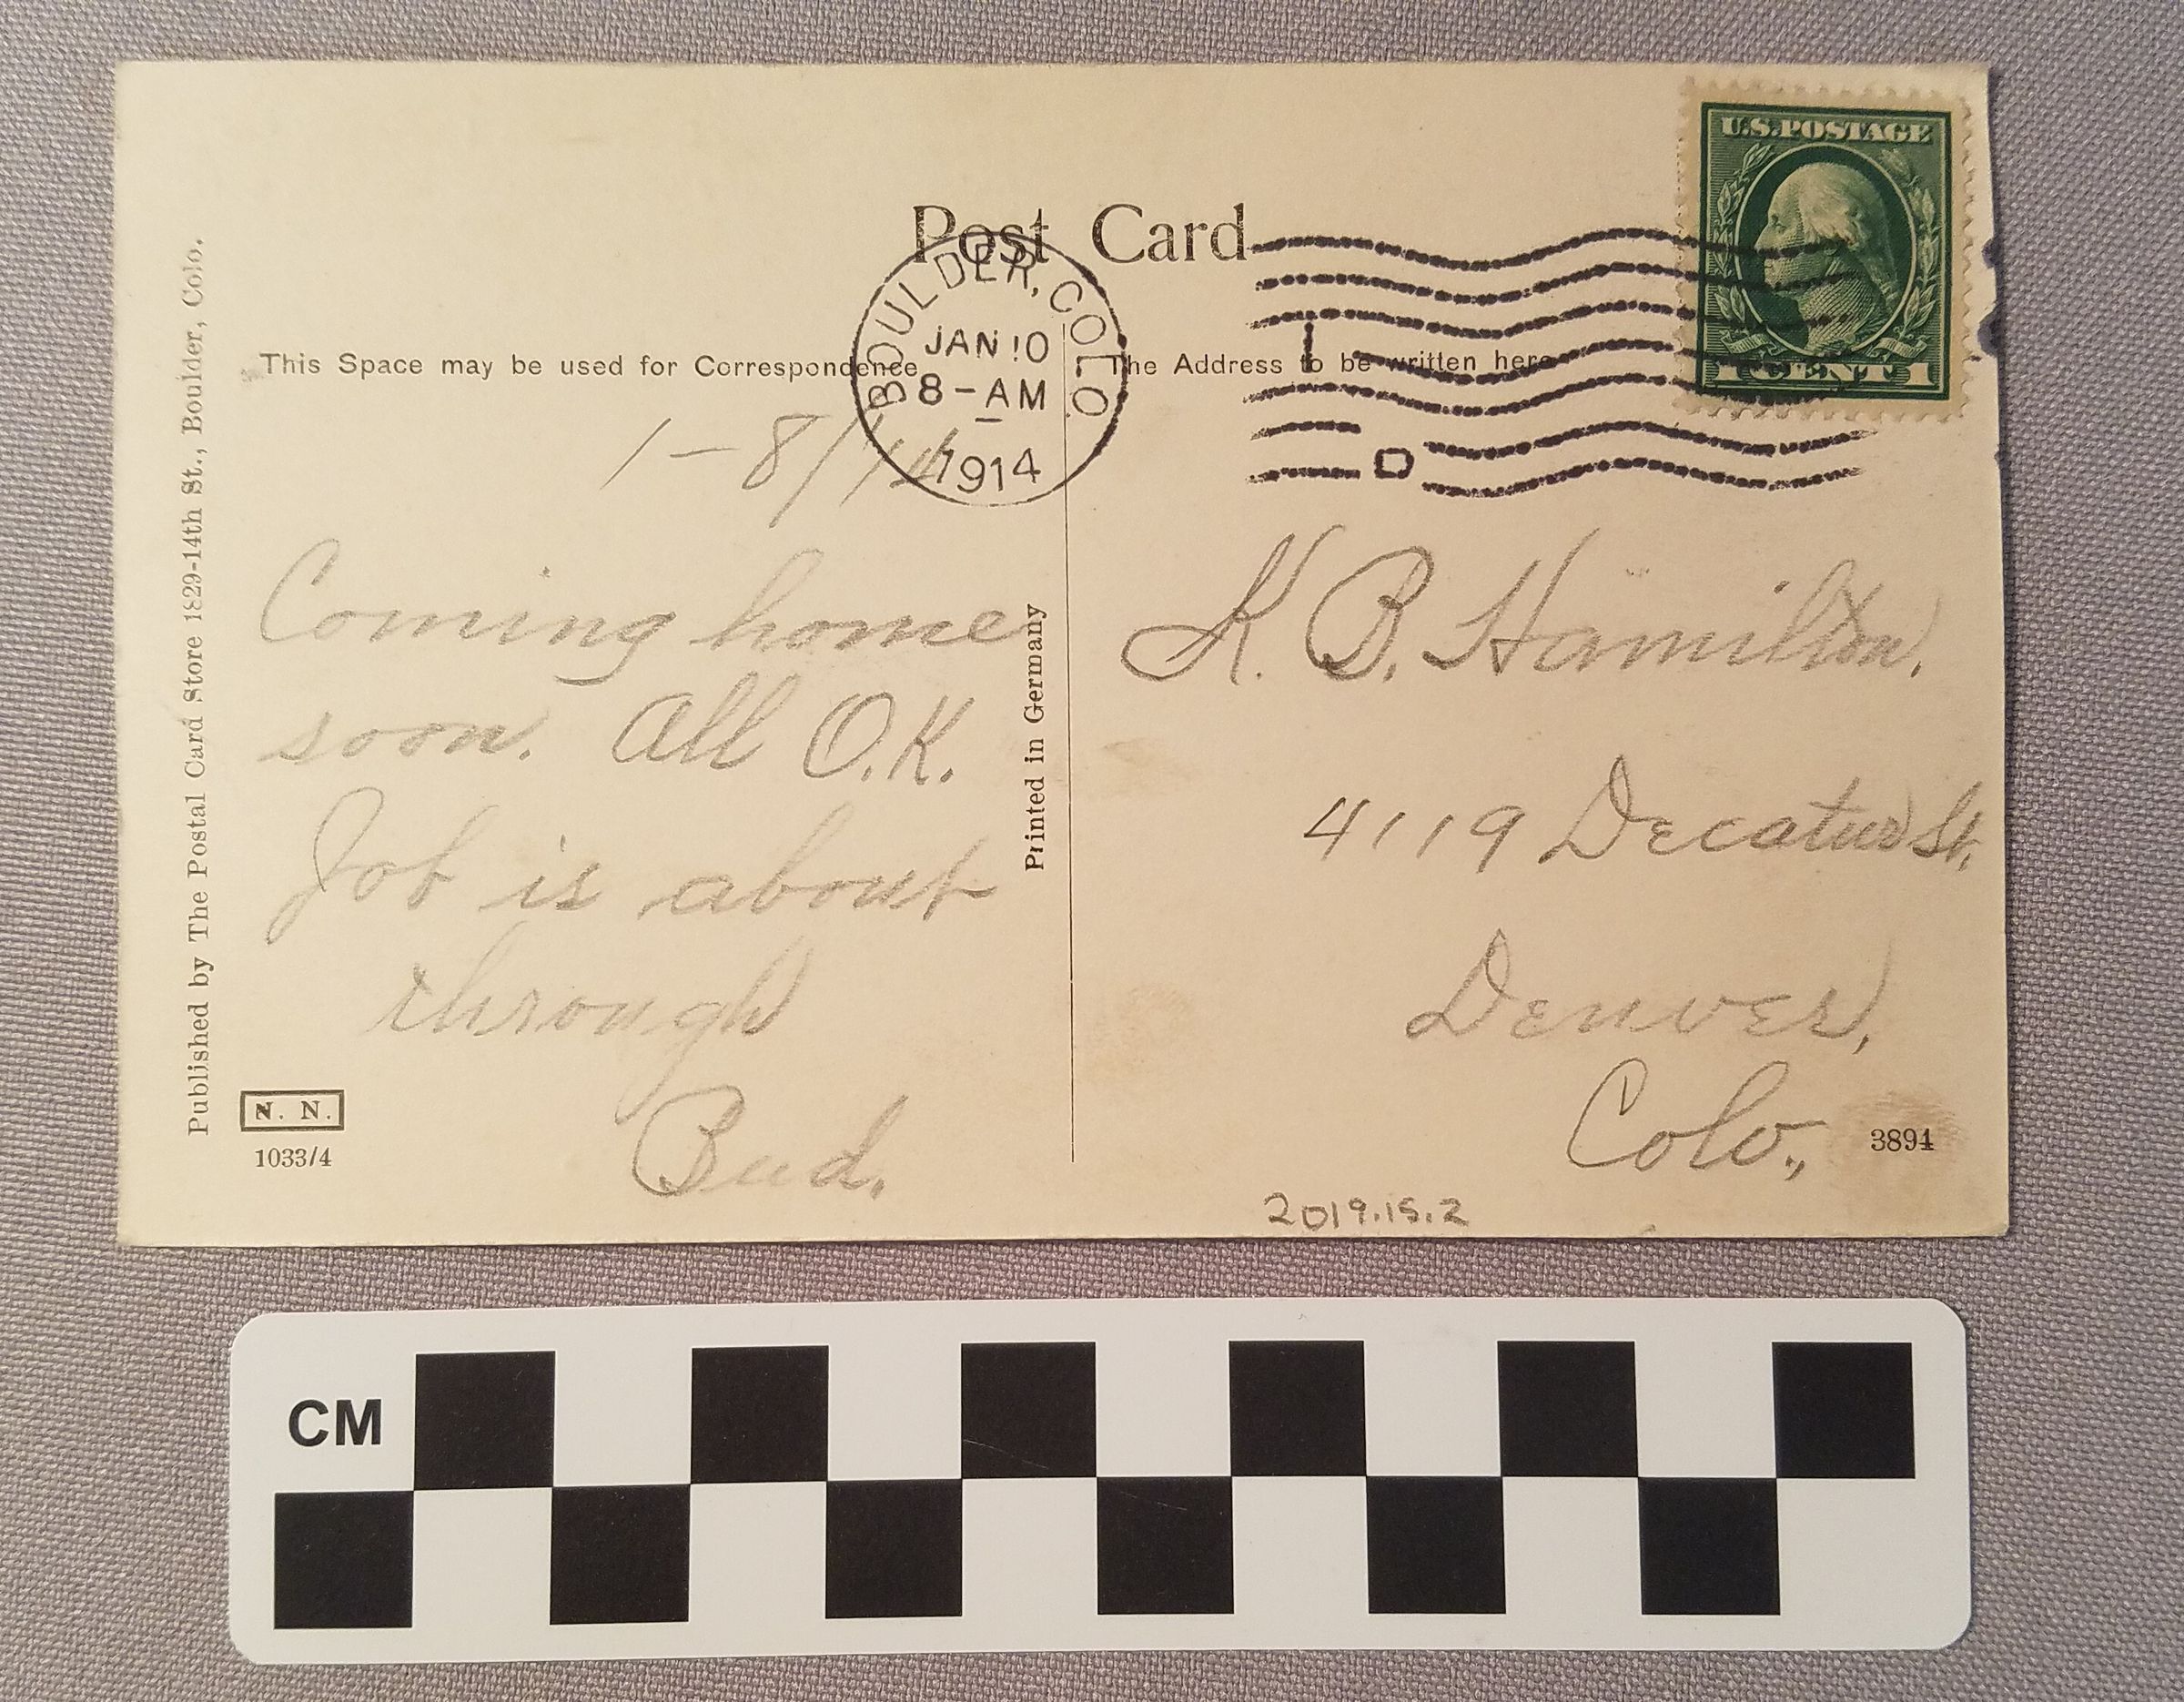 U.S. POSTAGE
1 CENT 1
Post Card
BOULDER, COLO.
JAN 10
8-AM
1914
This Space may be used for Correspondence
The Address to be written here
1-8/14
Coming home
soon. All O.K.
Job is about
through
Bud.
Printed in Germany
K. B. Hamilton.
4119 Decatur St.
Denver,
Colo.,
Published by The Postal Card Store 1829-14th St., Boulder, Colo.
N. N.
1033/4
3894
2019.15.2
CM